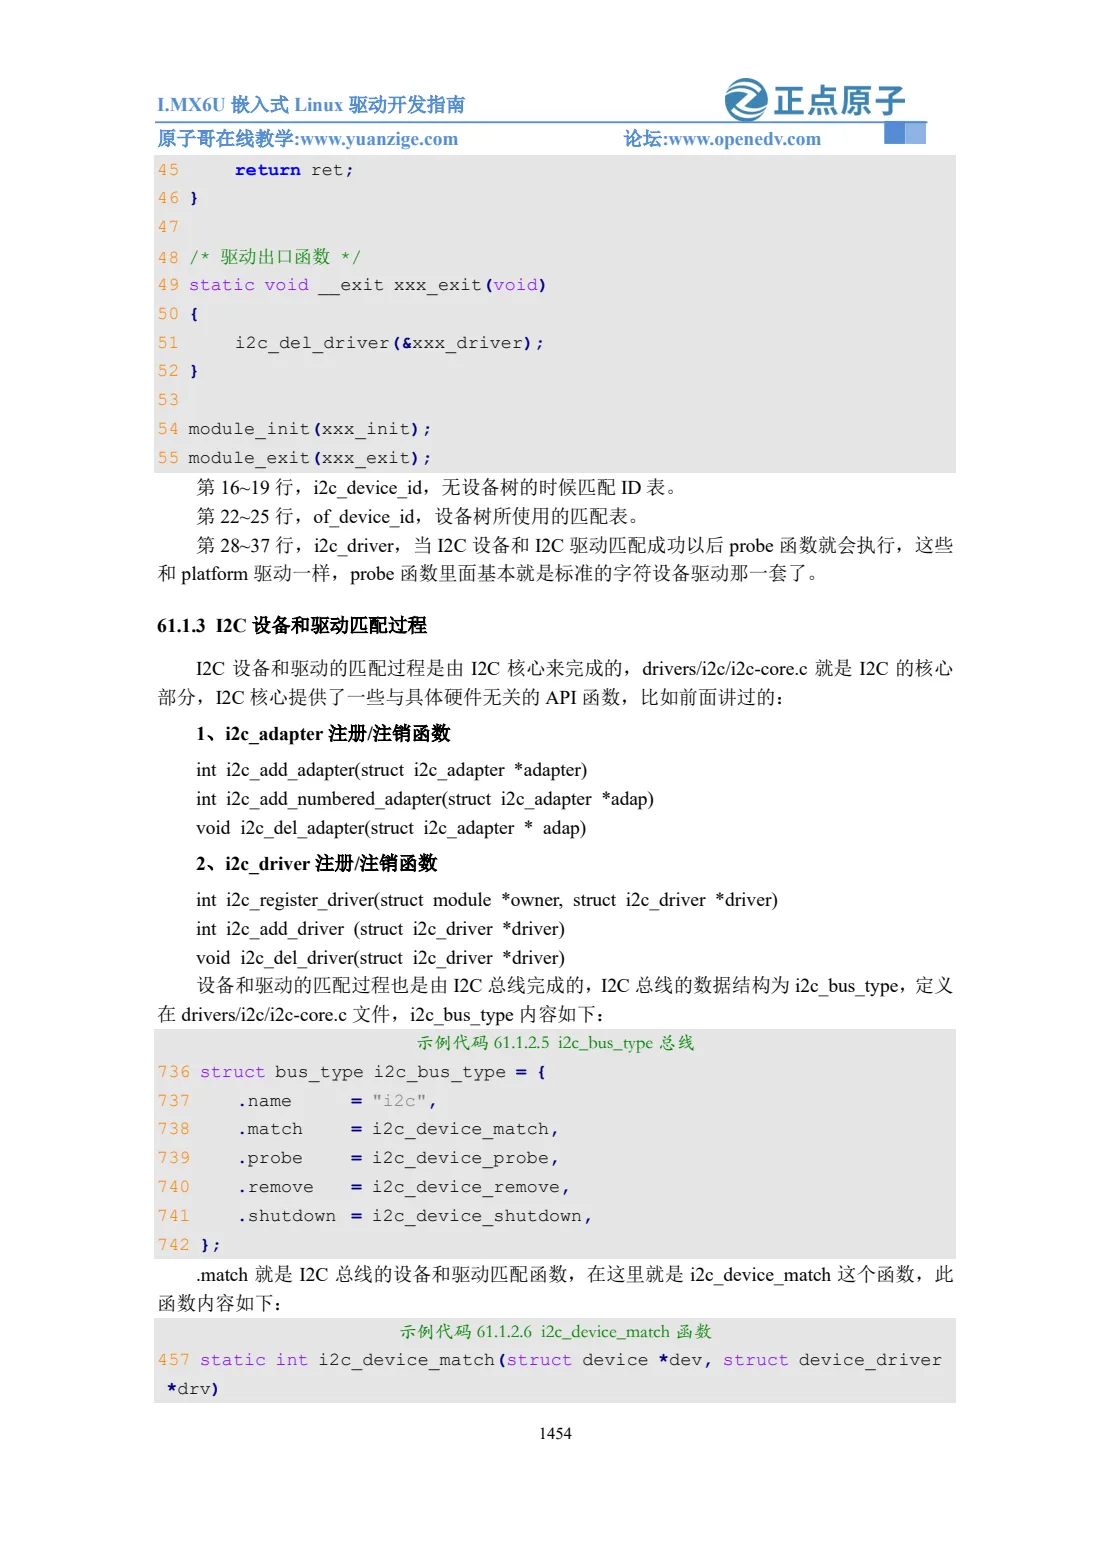 I.MX6U 嵌入式 Linux 驱动开发指南
正点原子
原子哥在线教学:www.yuanzige.com 论坛:www.openedv.com
45 return ret;
46 }
47
48 /* 驱动出口函数 */
49 static void __exit xxx_exit(void)
50 {
51 i2c_del_driver(&xxx_driver);
52 }
53
54 module_init(xxx_init);
55 module_exit(xxx_exit);
第 16~19 行，i2c_device_id，无设备树的时候匹配 ID 表。
第 22~25 行，of_device_id，设备树所使用的匹配表。
第 28~37 行，i2c_driver，当 I2C 设备和 I2C 驱动匹配成功以后 probe 函数就会执行，这些
和 platform 驱动一样，probe 函数里面基本就是标准的字符设备驱动那一套了。
61.1.3 I2C 设备和驱动匹配过程
I2C 设备和驱动的匹配过程是由 I2C 核心来完成的，drivers/i2c/i2c-core.c 就是 I2C 的核心
部分，I2C 核心提供了一些与具体硬件无关的 API 函数，比如前面讲过的：
1、i2c_adapter 注册/注销函数
int i2c_add_adapter(struct i2c_adapter *adapter)
int i2c_add_numbered_adapter(struct i2c_adapter *adap)
void i2c_del_adapter(struct i2c_adapter * adap)
2、i2c_driver 注册/注销函数
int i2c_register_driver(struct module *owner, struct i2c_driver *driver)
int i2c_add_driver (struct i2c_driver *driver)
void i2c_del_driver(struct i2c_driver *driver)
设备和驱动的匹配过程也是由 I2C 总线完成的，I2C 总线的数据结构为 i2c_bus_type，定义
在 drivers/i2c/i2c-core.c 文件，i2c_bus_type 内容如下：
示例代码 61.1.2.5 i2c_bus_type 总线
736 struct bus_type i2c_bus_type = {
737 .name = "i2c",
738 .match = i2c_device_match,
739 .probe = i2c_device_probe,
740 .remove = i2c_device_remove,
741 .shutdown = i2c_device_shutdown,
742 };
.match 就是 I2C 总线的设备和驱动匹配函数，在这里就是 i2c_device_match 这个函数，此
函数内容如下：
示例代码 61.1.2.6 i2c_device_match 函数
457 static int i2c_device_match(struct device *dev, struct device_driver
*drv)
1454